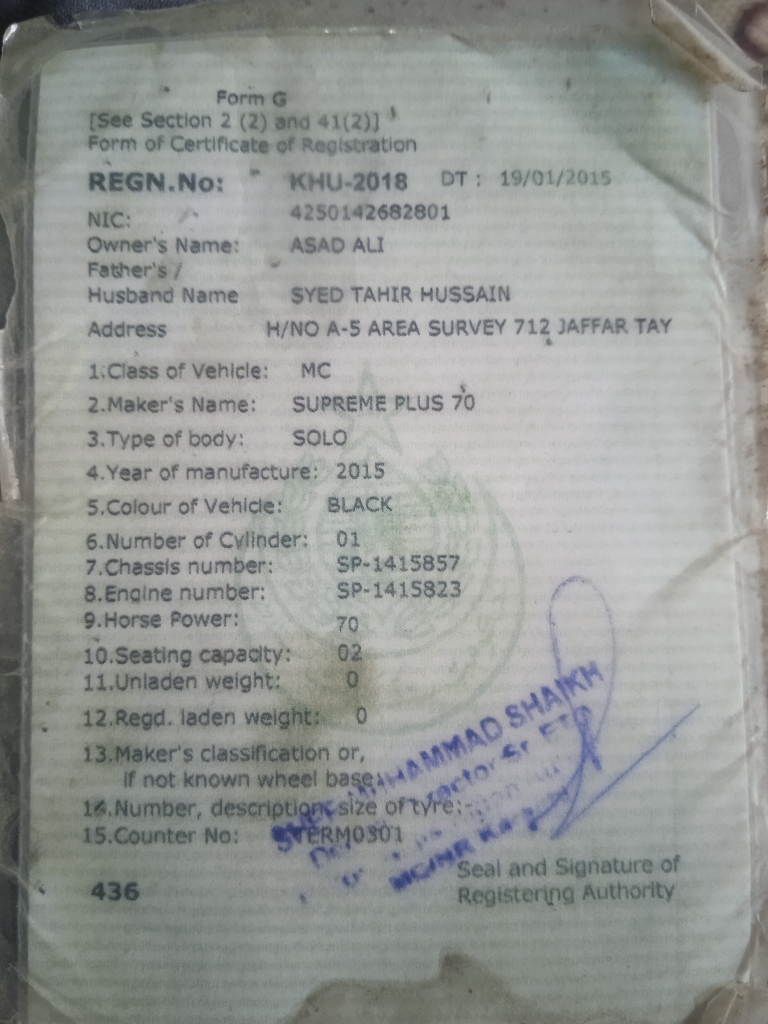 Form G
[See Section 2 (2) and 41(2)]
Form of Certificate of Registration
REGN.No: KHU-2018 DT : 19/01/2015
NIC: 4250142682801
Owner's Name: ASAD ALI
Father's /
Husband Name SYED TAHIR HUSSAIN
Address H/NO A-5 AREA SURVEY 712 JAFFAR TAY
1.Class of Vehicle: MC
2.Maker's Name: SUPREME PLUS 70
3.Type of body: SOLO
4.Year of manufacture: 2015
5.Colour of Vehicle: BLACK
6.Number of Cylinder: 01
7.Chassis number: SP-1415857
8.Engine number: SP-1415823
9.Horse Power: 70
10.Seating capacity: 02
11.Unladen weight: 0
12.Regd. laden weight: 0
13.Maker's classification or,
if not known wheel base:
14.Number, description, size of tyre:-
15.Counter No:
SHAIKH
436
Seal and Signature of
Registering Authority